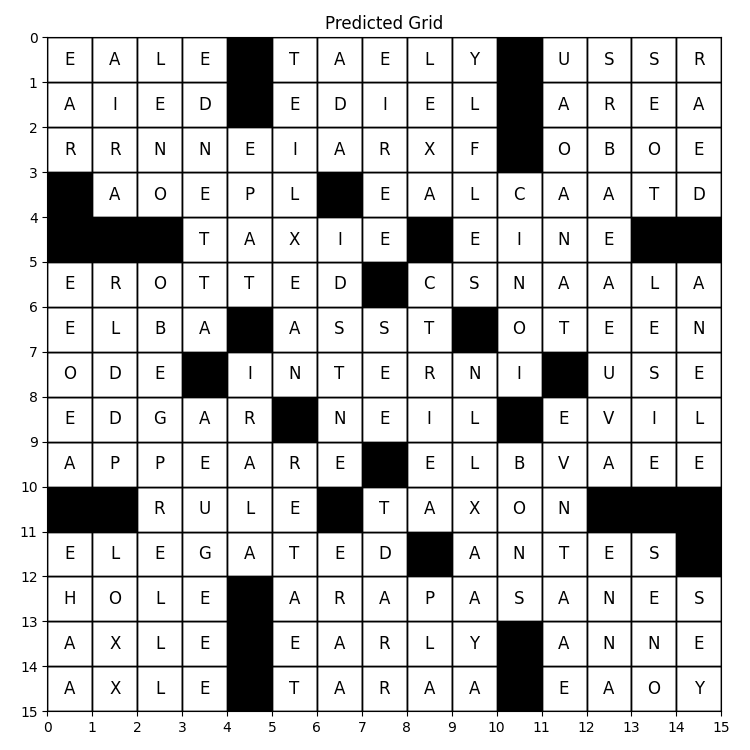 Predicted Grid
0
E A L E T A E L Y U S S R
1
A I E D E D I E L A R E A
2
R R N N E I A R X F O B O E
3
A O E P L E A L C A A T D
4
T A X I E E I N E
5
E R O T T E D C S N A A L A
6
E L B A A S S T O T E E N
7
O D E I N T E R N I U S E
8
E D G A R N E I L E V I L
9
A P P E A R E E L B V A E E
10
R U L E T A X O N
11
E L E G A T E D A N T E S
12
H O L E A R A P A S A N E S
13
A X L E E A R L Y A N N E
14
A X L E T A R A A E A O Y
15
0 1 2 3 4 5 6 7 8 9 10 11 12 13 14 15